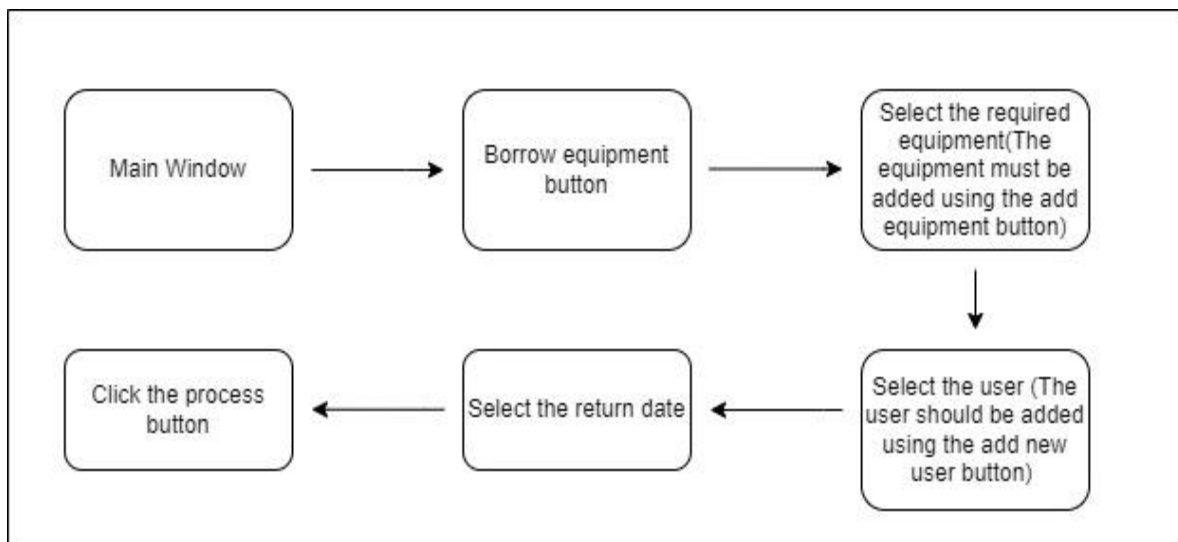 Main Window
Borrow equipment
button
Select the required
equipment(The
equipment must be
added using the add
equipment button)
Select the user (The
user should be added
using the add new
user button)
Select the return date
Click the process
button